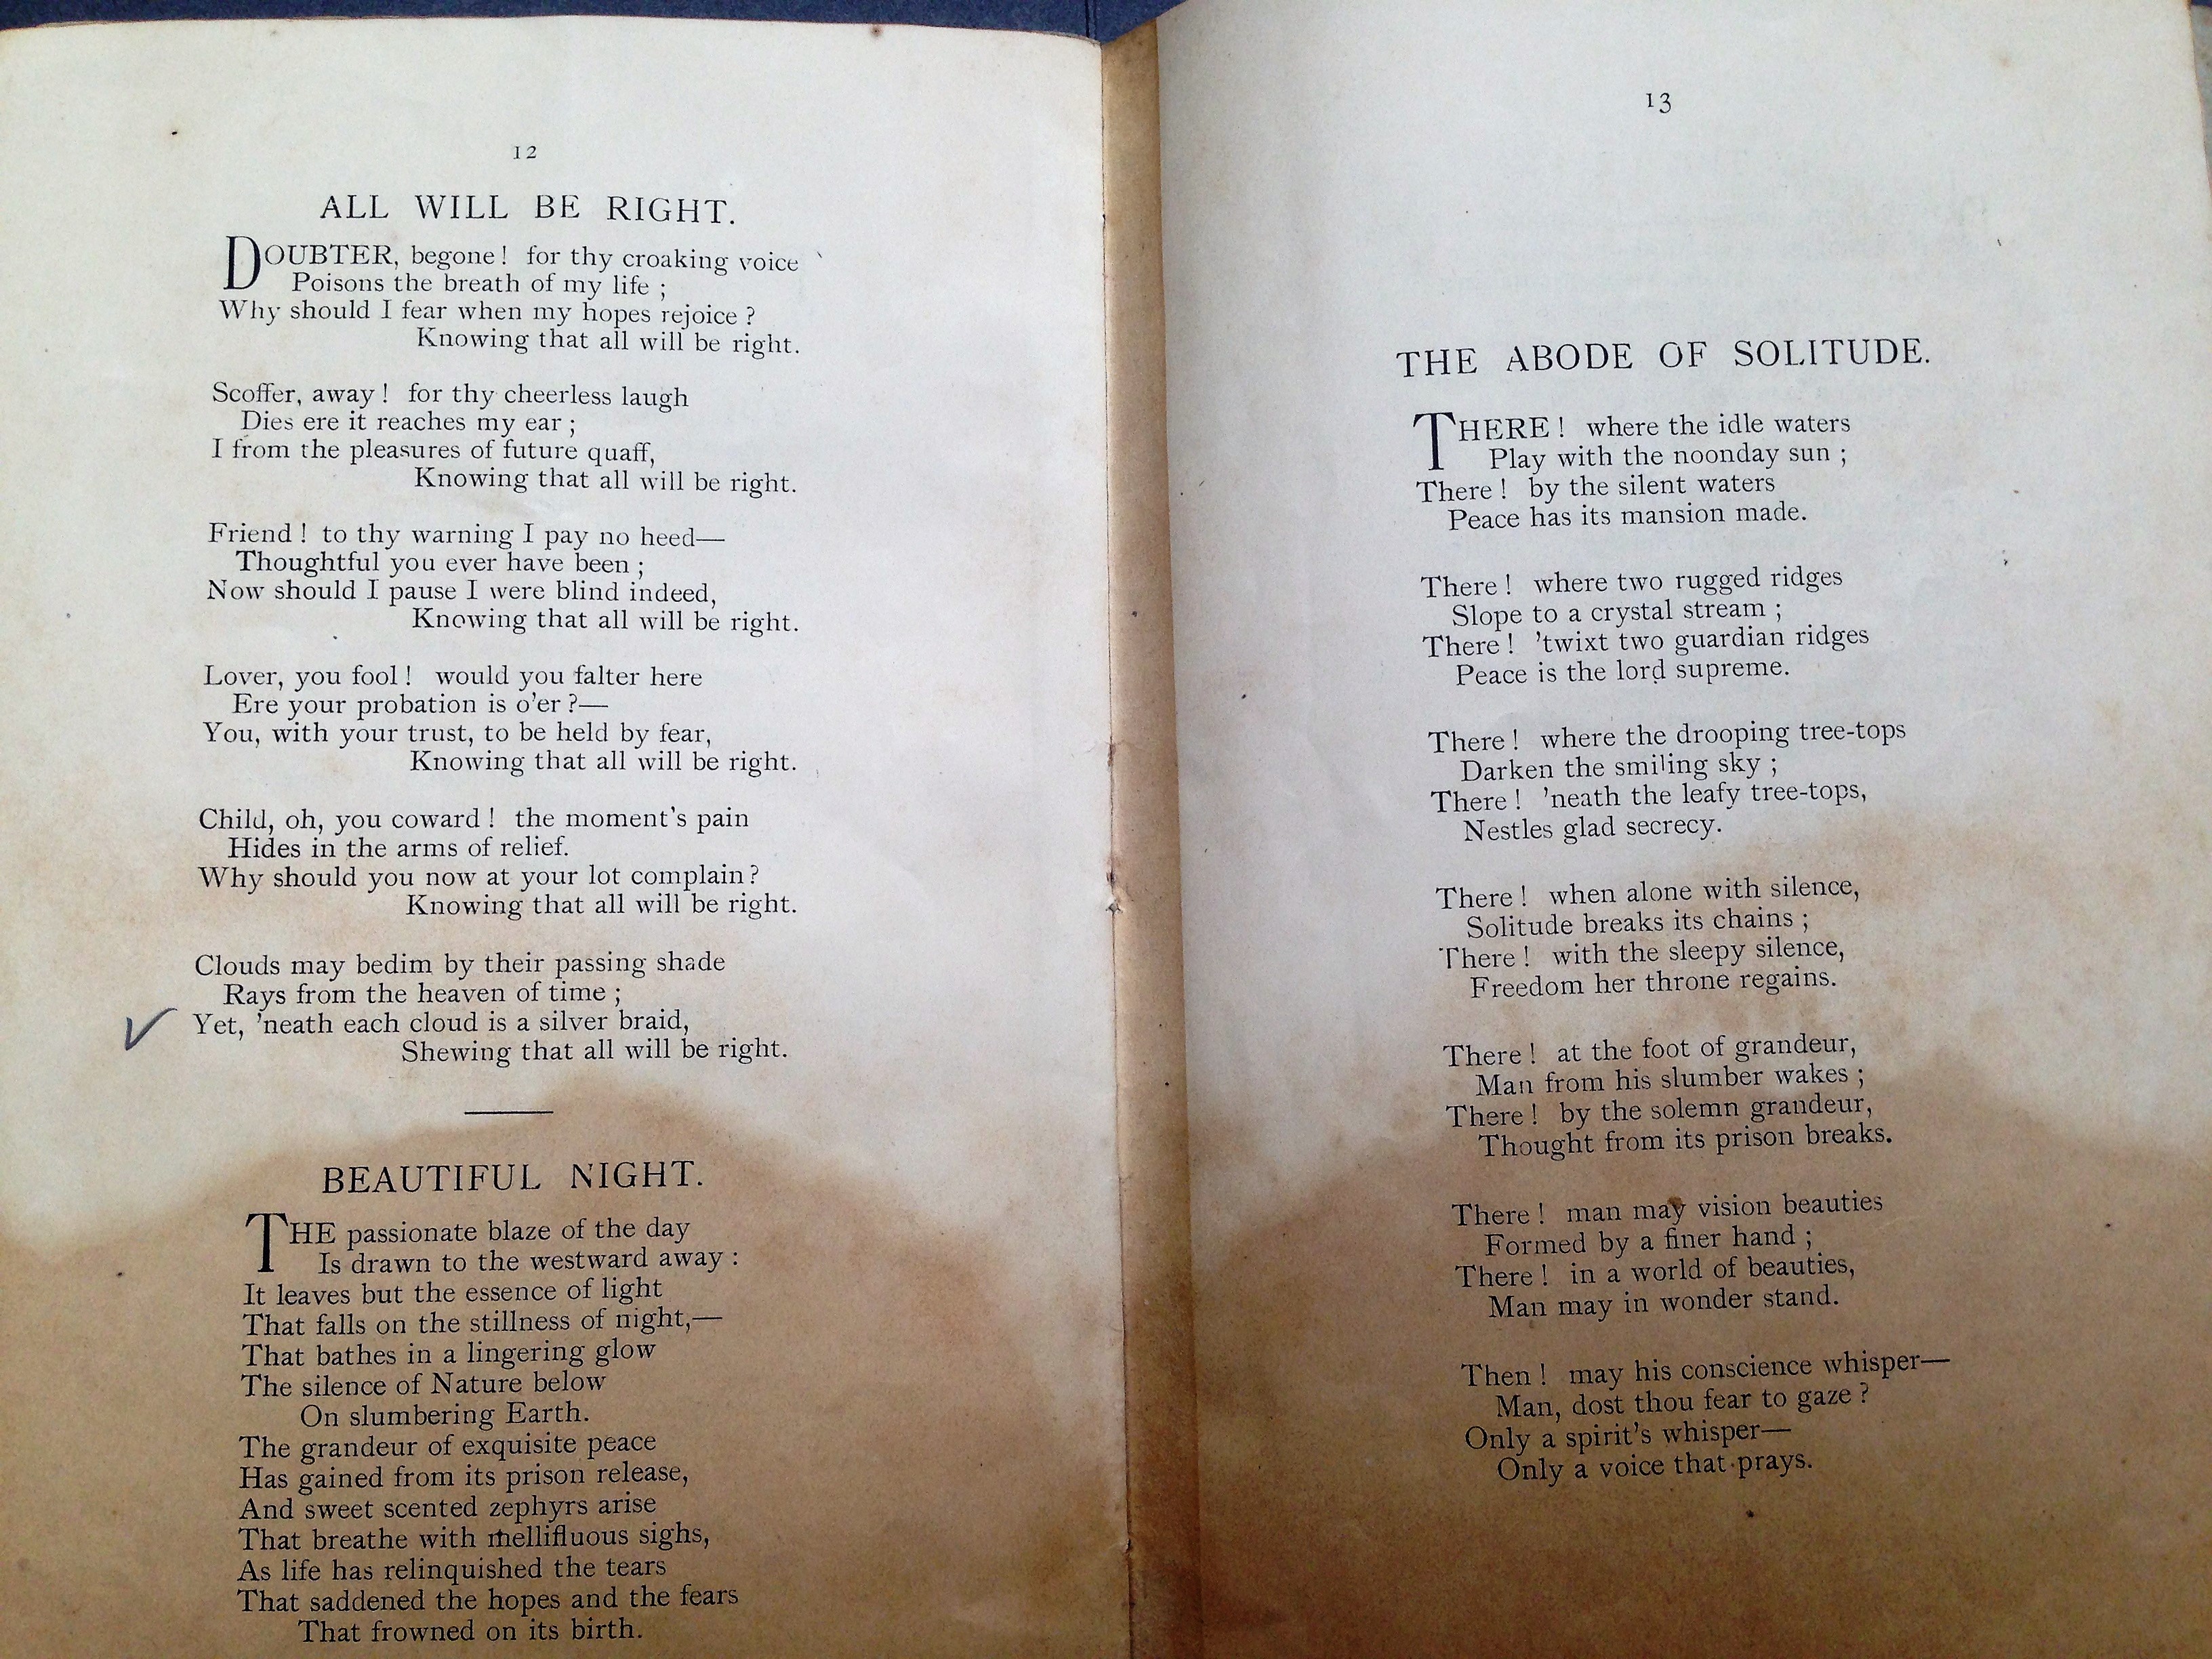 12
ALL WILL BE RIGHT.
DOUBTER, begone! for thy croaking voice
Poisons the breath of my life ;
Why should I fear when my hopes rejoice ?
Knowing that all will be right.
Scoffer, away! for thy cheerless laugh
Dies ere it reaches my ear ;
I from the pleasures of future quaff,
Knowing that all will be right.
Friend! to thy warning I pay no heed—
Thoughtful you ever have been ;
Now should I pause I were blind indeed,
Knowing that all will be right.
Lover, you fool! would you falter here
Ere your probation is o'er ?—
You, with your trust, to be held by fear,
Knowing that all will be right.
Child, oh, you coward! the moment's pain
Hides in the arms of relief.
Why should you now at your lot complain?
Knowing that all will be right.
Clouds may bedim by their passing shade
Rays from the heaven of time ;
Yet, 'neath each cloud is a silver braid,
Shewing that all will be right.
BEAUTIFUL NIGHT.
THE passionate blaze of the day
Is drawn to the westward away :
It leaves but the essence of light
That falls on the stillness of night,—
That bathes in a lingering glow
The silence of Nature below
On slumbering Earth.
The grandeur of exquisite peace
Has gained from its prison release,
And sweet scented zephyrs arise
That breathe with mellifluous sighs,
As life has relinquished the tears
That saddened the hopes and the fears
That frowned on its birth.
13
THE ABODE OF SOLITUDE.
THERE! where the idle waters
Play with the noonday sun ;
There! by the silent waters
Peace has its mansion made.
There! where two rugged ridges
Slope to a crystal stream ;
There! 'twixt two guardian ridges
Peace is the lord supreme.
There! where the drooping tree-tops
Darken the smiling sky ;
There! 'neath the leafy tree-tops,
Nestles glad secrecy.
There! when alone with silence,
Solitude breaks its chains ;
There! with the sleepy silence,
Freedom her throne regains.
There! at the foot of grandeur,
Man from his slumber wakes ;
There! by the solemn grandeur,
Thought from its prison breaks.
There! man may vision beauties
Formed by a finer hand ;
There! in a world of beauties,
Man may in wonder stand.
Then! may his conscience whisper—
Man, dost thou fear to gaze ?
Only a spirit's whisper—
Only a voice that prays.